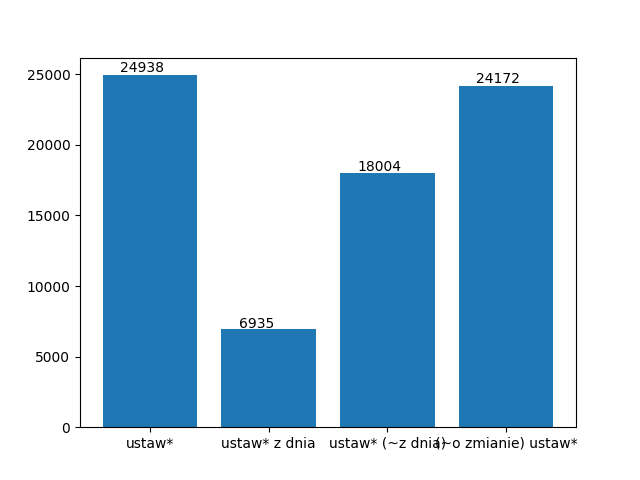 24938
24172
25000
20000
18004
15000
10000
6935
5000
0
ustaw*
ustaw* z dnia
ustaw* (~z dnia)
(~o zmianie) ustaw*